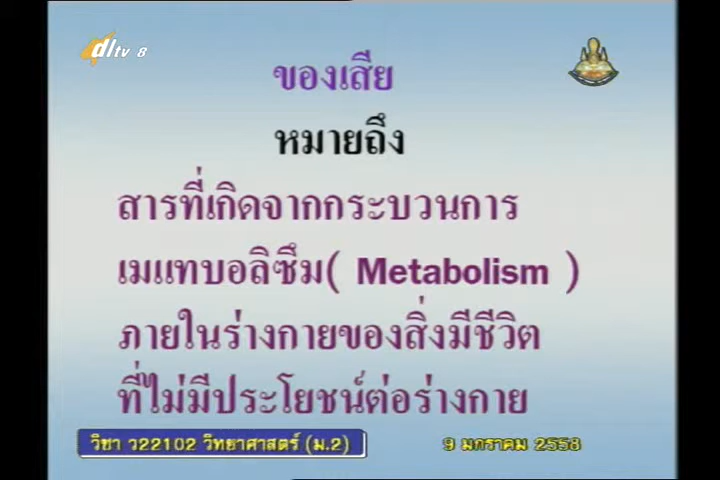 dltv 8
ของเสีย
หมายถึง
สารที่เกิดจากกระบวนการ
เมแทบอลิซึม( Metabolism )
ภายในร่างกายของสิ่งมีชีวิต
ที่ไม่มีประโยชน์ต่อร่างกาย
วิชา ว22102 วิทยาศาสตร์ (ม.2) 9 มกราคม 2558